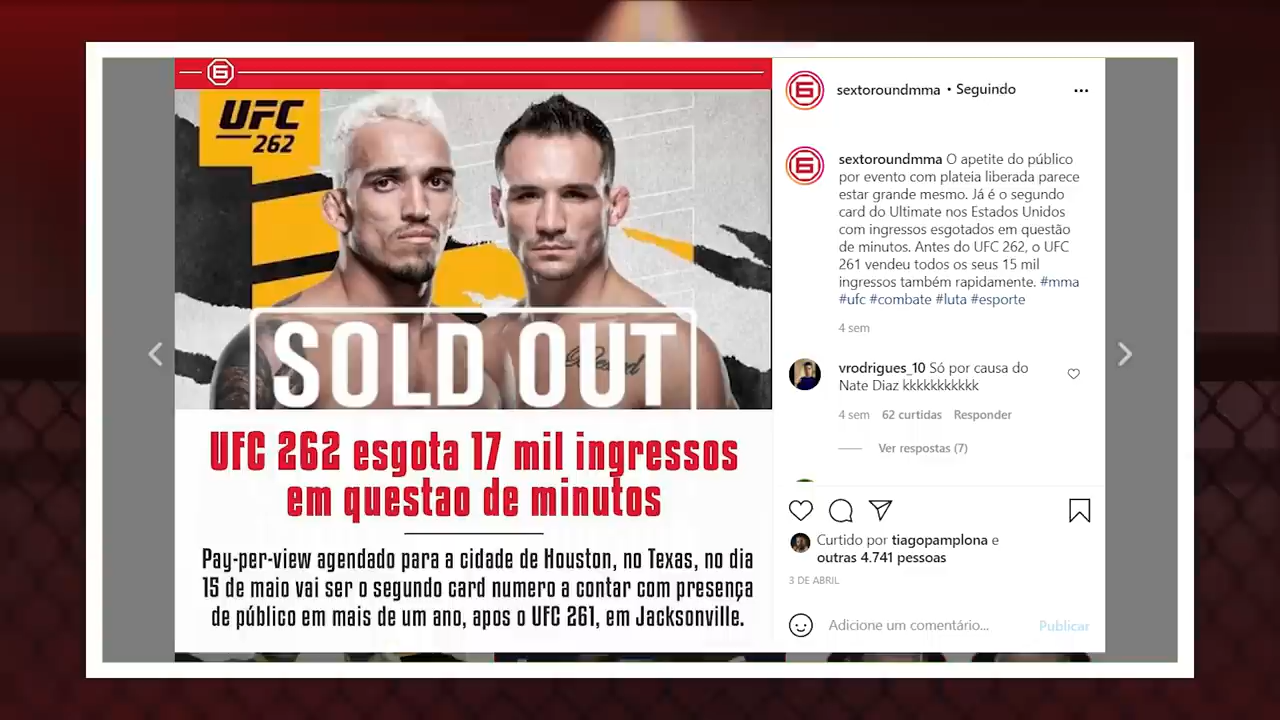 UFC
262
SOLD OUT
UFC 262 esgota 17 mil ingressos
em questao de minutos
Pay-per-view agendado para a cidade de Houston, no Texas, no dia
15 de maio vai ser o segundo card numero a contar com presença
de público em mais de um ano, apos o UFC 261, em Jacksonville.
sextoroundmma • Seguindo
sextoroundmma O apetite do público
por evento com plateia liberada parece
estar grande mesmo. Já é o segundo
card do Ultimate nos Estados Unidos
com ingressos esgotados em questão
de minutos. Antes do UFC 262, o UFC
261 vendeu todos os seus 15 mil
ingressos também rapidamente. #mma
#ufc #combate #luta #esporte
4 sem
vrodrigues_10 Só por causa do
Nate Diaz kkkkkkkkkkk
4 sem 62 curtidas Responder
Ver respostas (7)
Curtido por tiagopamplona e
outras 4.741 pessoas
3 DE ABRIL
Adicione um comentário... Publicar